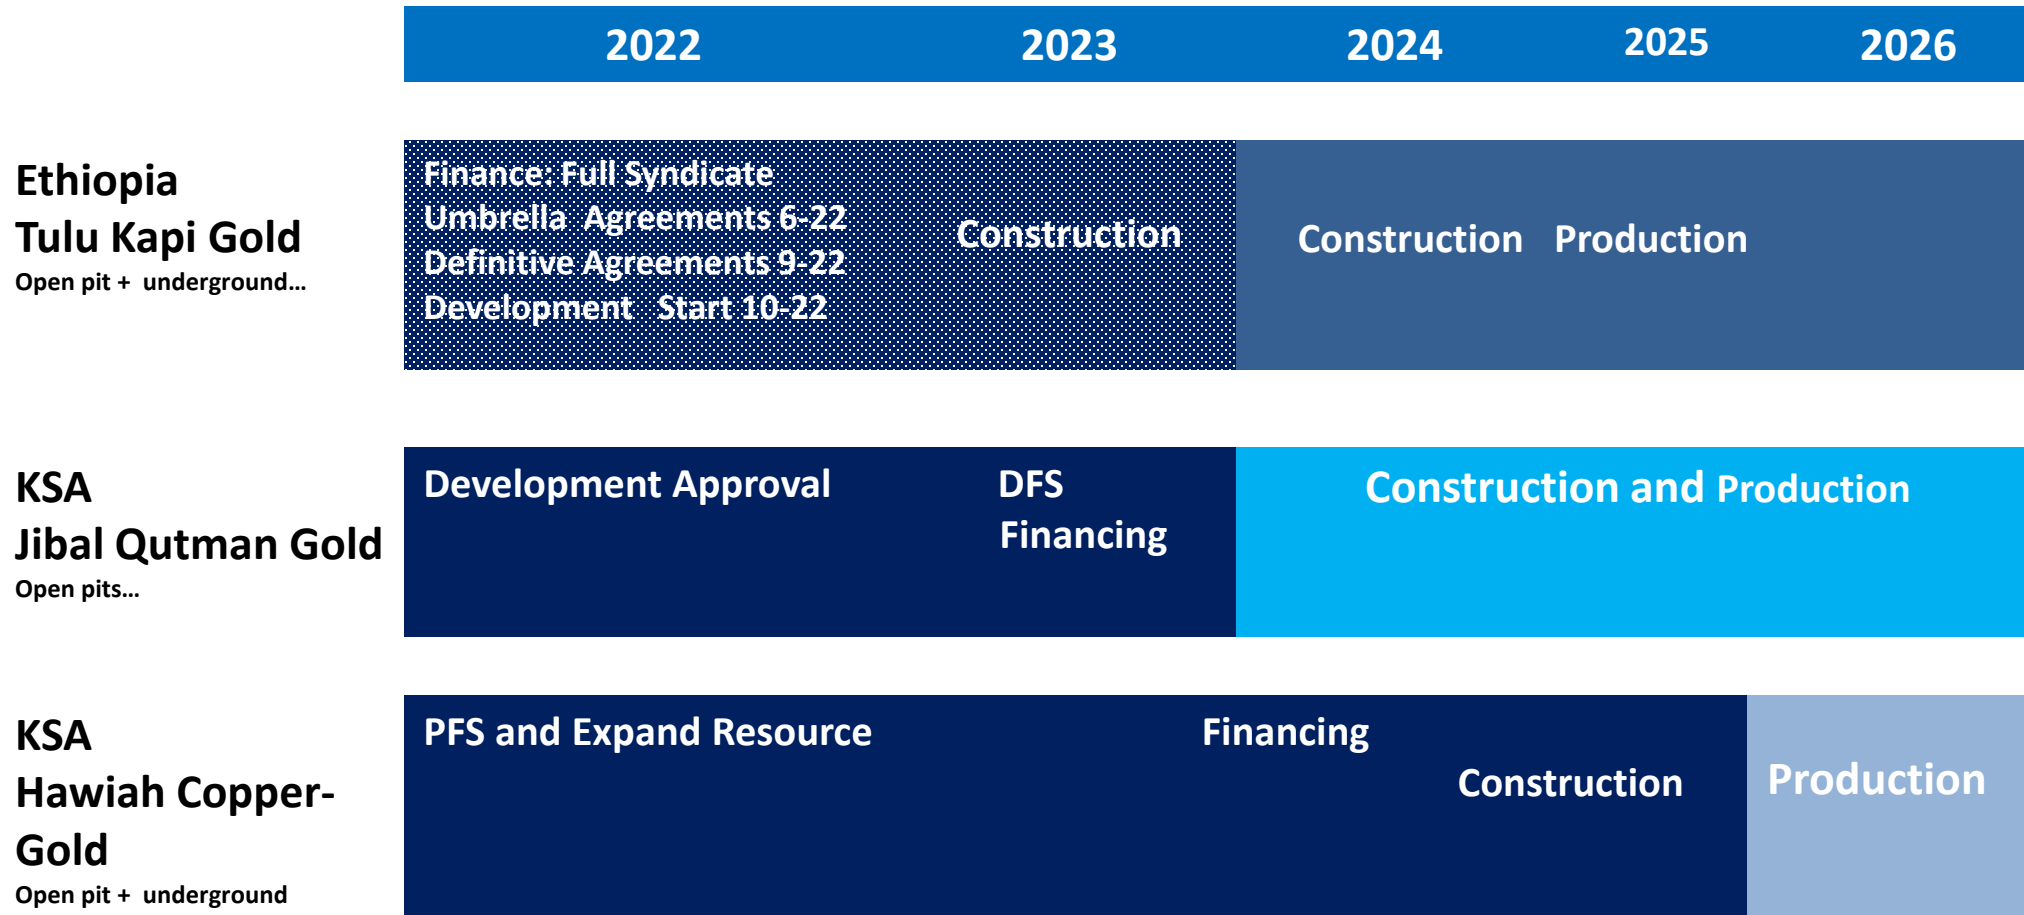 2022 2023 2024 2025 2026
Ethiopia
Tulu Kapi Gold
Open pit + underground...
Finance: Full Syndicate
Umbrella Agreements 6-22
Definitive Agreements 9-22
Development Start 10-22
Construction
Construction Production
KSA
Jibal Qutman Gold
Open pits...
Development Approval
DFS
Financing
Construction and Production
KSA
Hawiah Copper-
Gold
Open pit + underground
PFS and Expand Resource
Financing
Construction
Production